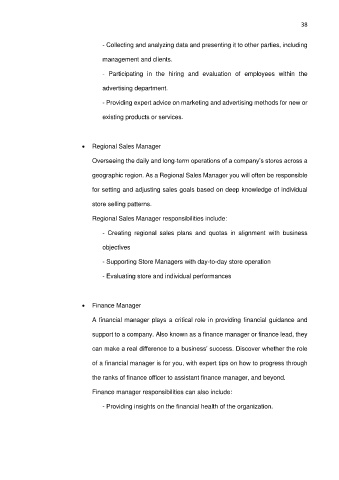 38
- Collecting and analyzing data and presenting it to other parties, including
management and clients.
- Participating in the hiring and evaluation of employees within the
advertising department.
- Providing expert advice on marketing and advertising methods for new or
existing products or services.
• Regional Sales Manager
Overseeing the daily and long-term operations of a company's stores across a
geographic region. As a Regional Sales Manager you will often be responsible
for setting and adjusting sales goals based on deep knowledge of individual
store selling patterns.
Regional Sales Manager responsibilities include:
- Creating regional sales plans and quotas in alignment with business
objectives
- Supporting Store Managers with day-to-day store operation
- Evaluating store and individual performances
• Finance Manager
A financial manager plays a critical role in providing financial guidance and
support to a company. Also known as a finance manager or finance lead, they
can make a real difference to a business' success. Discover whether the role
of a financial manager is for you, with expert tips on how to progress through
the ranks of finance officer to assistant finance manager, and beyond.
Finance manager responsibilities can also include:
- Providing insights on the financial health of the organization.